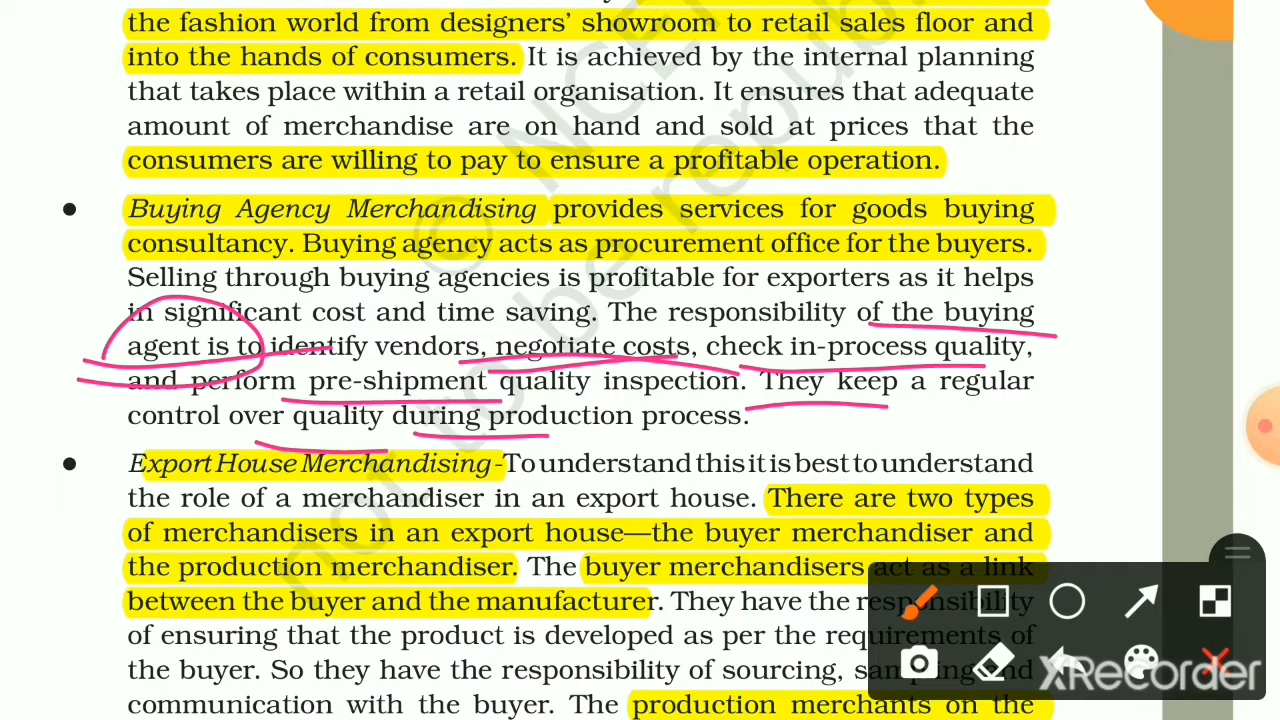 the fashion world from designers’ showroom to retail sales floor and
into the hands of consumers. It is achieved by the internal planning
that takes place within a retail organisation. It ensures that adequate
amount of merchandise are on hand and sold at prices that the
consumers are willing to pay to ensure a profitable operation.
• Buying Agency Merchandising provides services for goods buying
consultancy. Buying agency acts as procurement office for the buyers.
Selling through buying agencies is profitable for exporters as it helps
in significant cost and time saving. The responsibility of the buying
agent is to identify vendors, negotiate costs, check in-process quality,
and perform pre-shipment quality inspection. They keep a regular
control over quality during production process.
• Export House Merchandising-To understand this it is best to understand
the role of a merchandiser in an export house. There are two types
of merchandisers in an export house—the buyer merchandiser and
the production merchandiser. The buyer merchandisers act as a link
between the buyer and the manufacturer. They have the responsibility
of ensuring that the product is developed as per the requirements of
the buyer. So they have the responsibility of sourcing, sampling and
communication with the buyer. The production merchants on the
© NCE
not to be republi
XRecorder